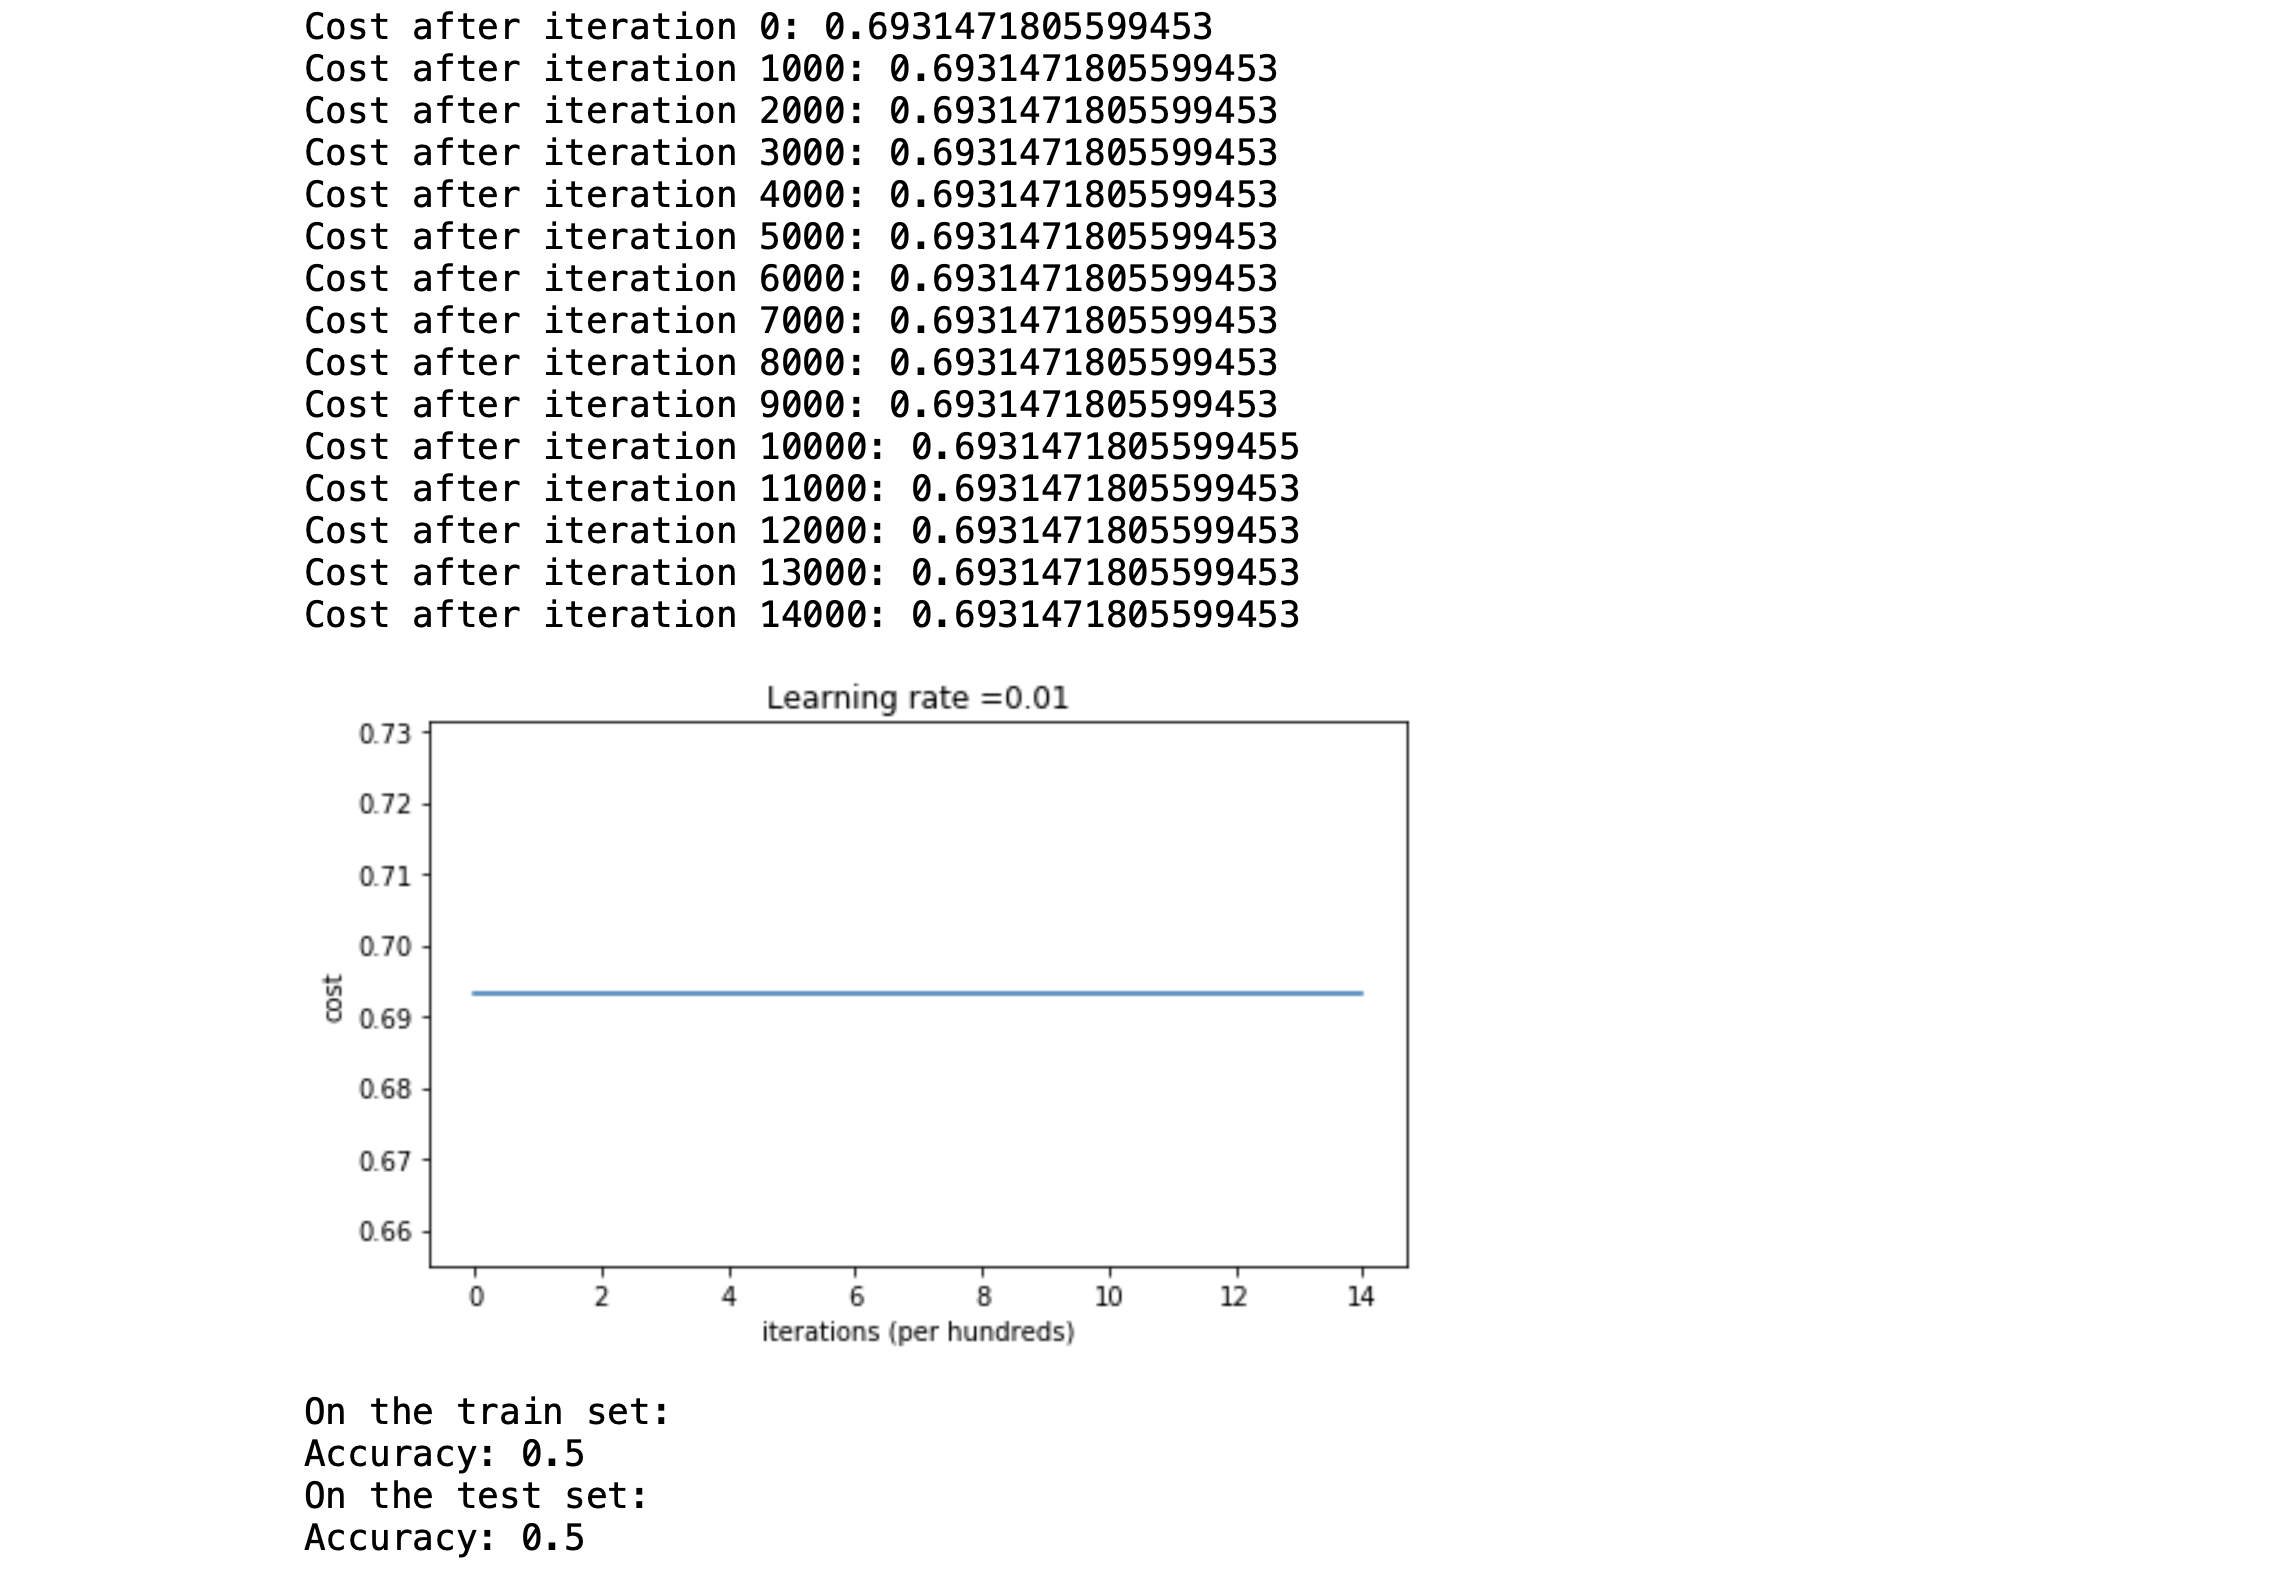 Cost after iteration 0: 0.6931471805599453
Cost after iteration 1000: 0.6931471805599453
Cost after iteration 2000: 0.6931471805599453
Cost after iteration 3000: 0.6931471805599453
Cost after iteration 4000: 0.6931471805599453
Cost after iteration 5000: 0.6931471805599453
Cost after iteration 6000: 0.6931471805599453
Cost after iteration 7000: 0.6931471805599453
Cost after iteration 8000: 0.6931471805599453
Cost after iteration 9000: 0.6931471805599453
Cost after iteration 10000: 0.6931471805599455
Cost after iteration 11000: 0.6931471805599453
Cost after iteration 12000: 0.6931471805599453
Cost after iteration 13000: 0.6931471805599453
Cost after iteration 14000: 0.6931471805599453
Learning rate =0.01
0.73
0.72
0.71
0.70
0.69
0.68
0.67
0.66
cost
0 2 4 6 8 10 12 14
iterations (per hundreds)
On the train set:
Accuracy: 0.5
On the test set:
Accuracy: 0.5